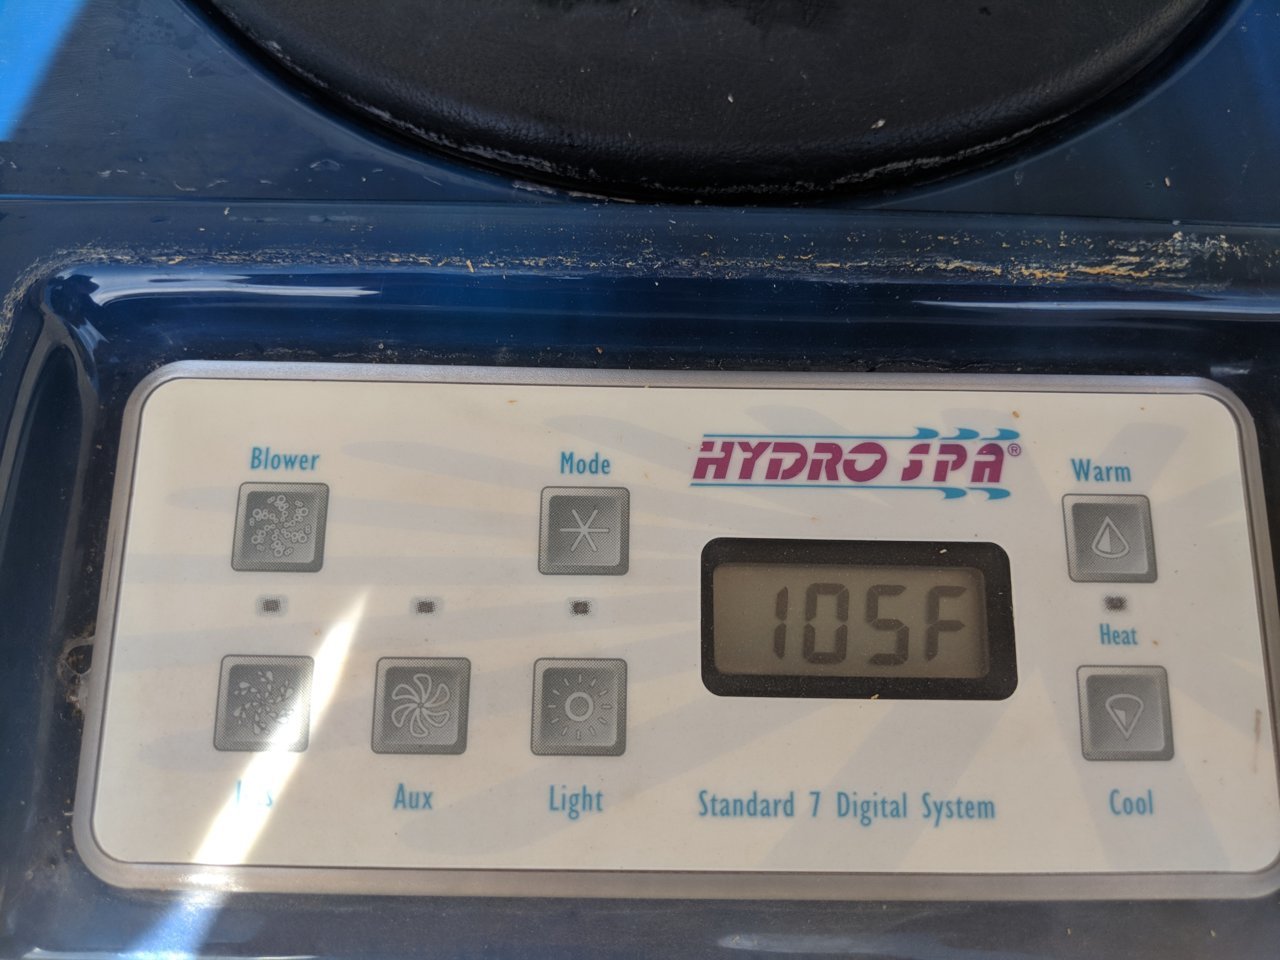 Blower
Mode
HYDRO SPA®
Warm
105F
Heat
Aux
Light
Standard 7 Digital System
Cool